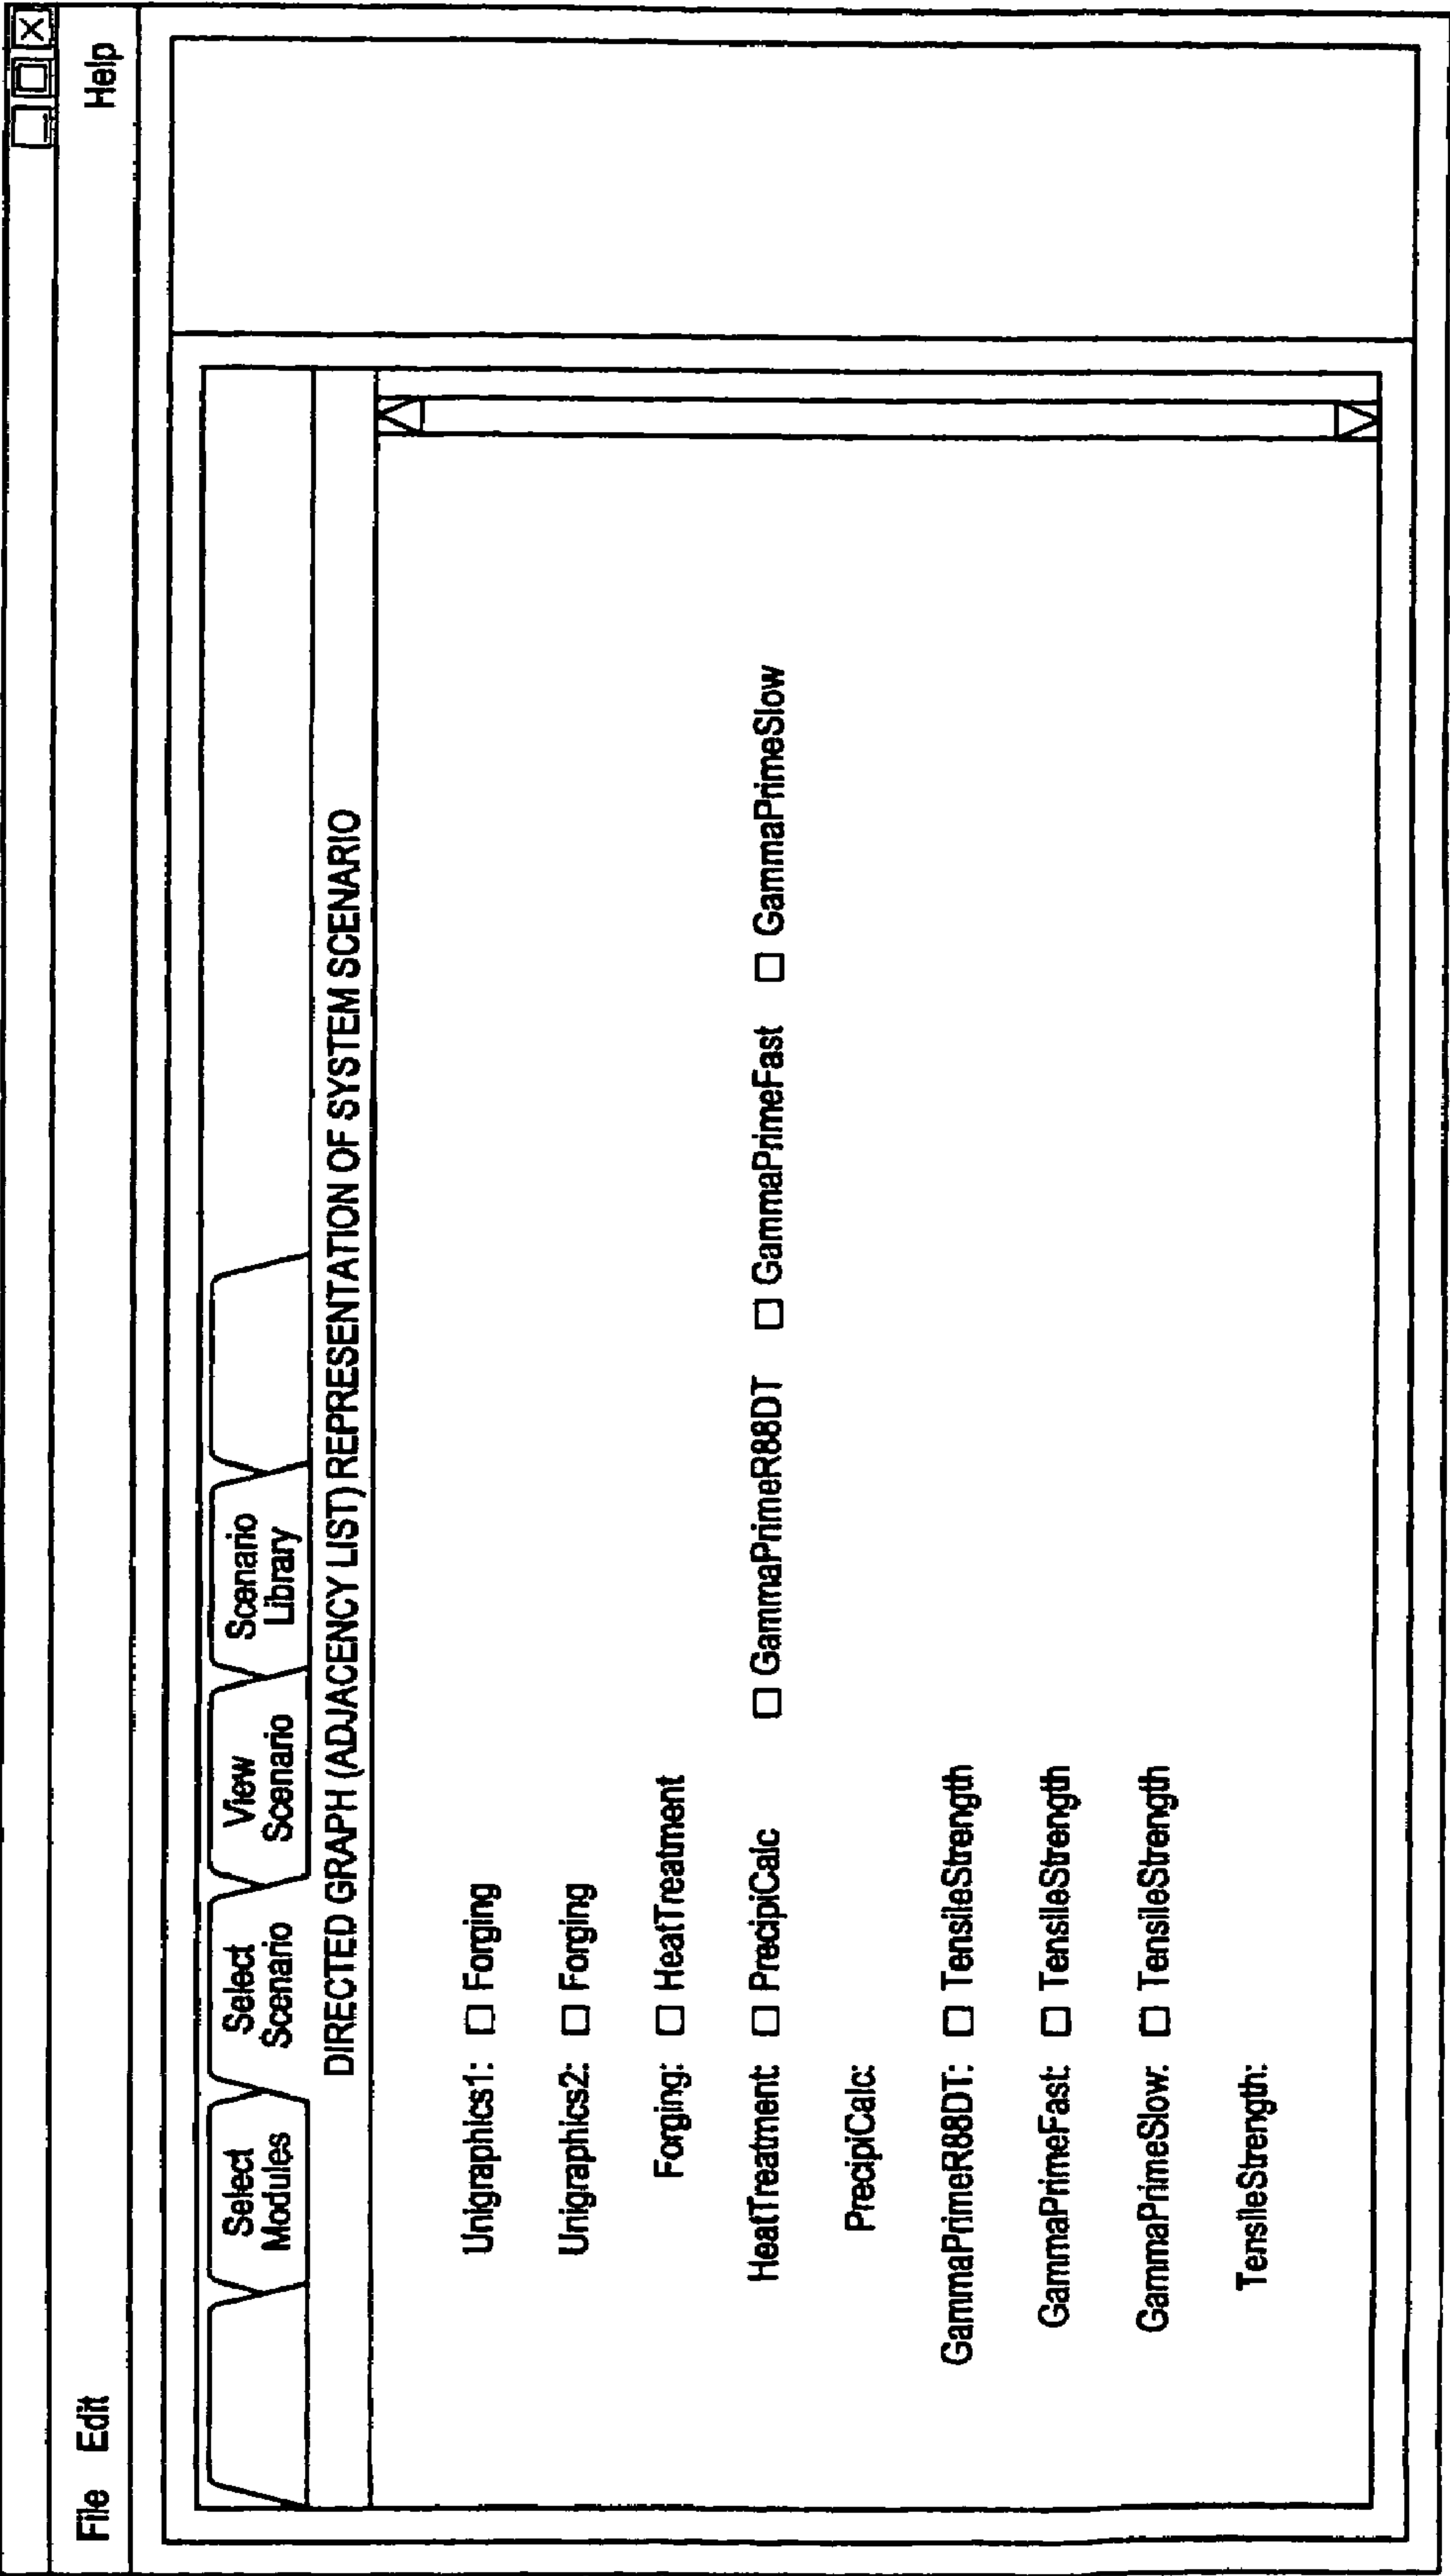 File Edit Help
Select Modules
Select Scenario
View Scenario
Scenario Library
DIRECTED GRAPH (ADJACENCY LIST) REPRESENTATION OF SYSTEM SCENARIO
Unigraphics1: □ Forging
Unigraphics2: □ Forging
Forging: □ HeatTreatment
HeatTreatment: □ PrecipiCalc □ GammaPrimeR88DT □ GammaPrimeFast □ GammaPrimeSlow
PrecipiCalc:
GammaPrimeR88DT: □ TensileStrength
GammaPrimeFast: □ TensileStrength
GammaPrimeSlow: □ TensileStrength
TensileStrength: